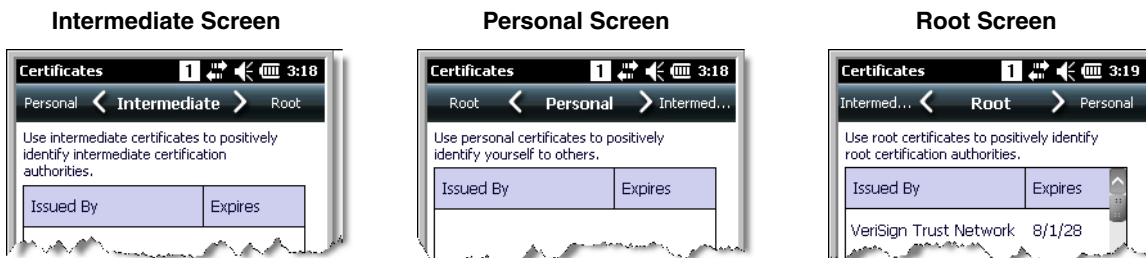 Intermediate Screen
Certificates 1 3:18
Personal Intermediate Root
Use intermediate certificates to positively
identify intermediate certification
authorities.
Issued By Expires
Personal Screen
Certificates 1 3:18
Root Personal Intermed...
Use personal certificates to positively
identify yourself to others.
Issued By Expires
Root Screen
Certificates 1 3:19
Intermed... Root Personal
Use root certificates to positively identify
root certification authorities.
Issued By Expires
VeriSign Trust Network 8/1/28